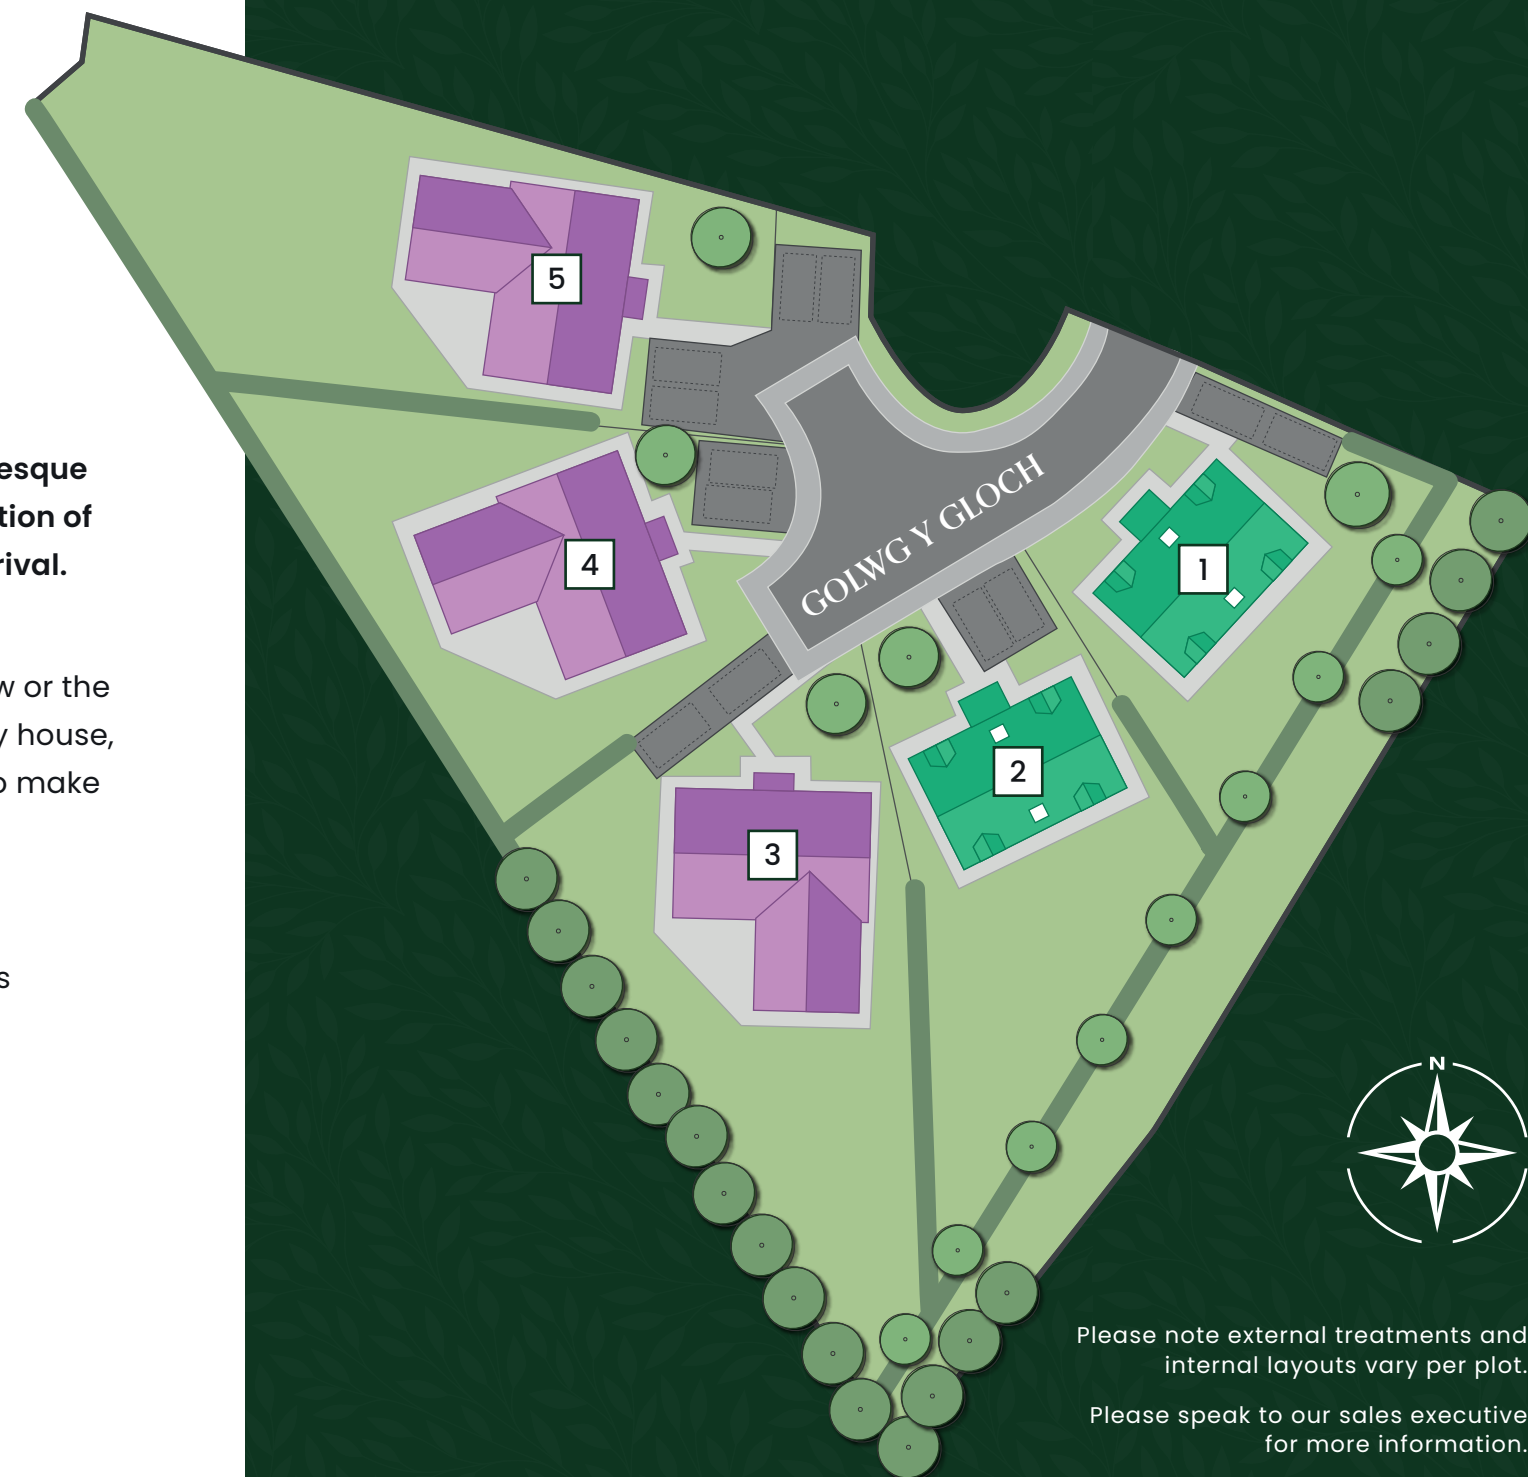 esque
tion of
rival.
w or the
y house,
o make
s
5
4
GOLWG Y GLOCH
1
2
3
N
Please note external treatments and
internal layouts vary per plot.
Please speak to our sales executive
for more information.